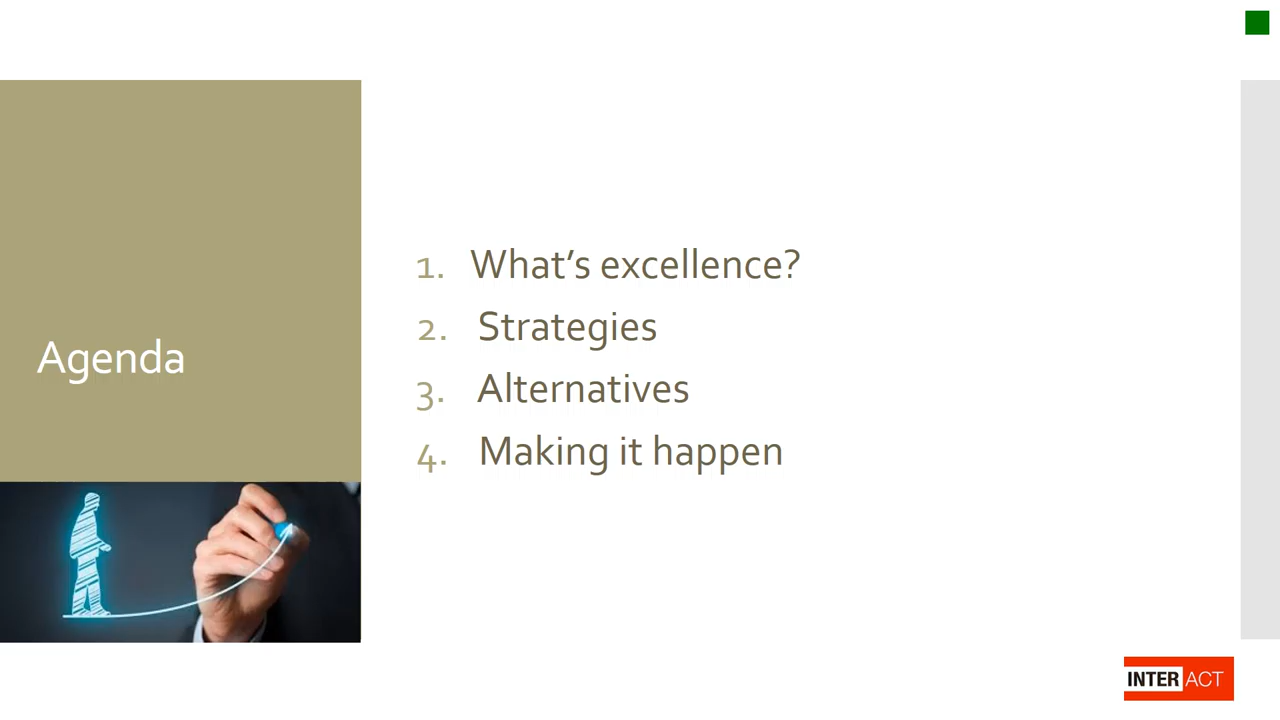 Agenda
1. What's excellence?
2. Strategies
3. Alternatives
4. Making it happen
INTER ACT